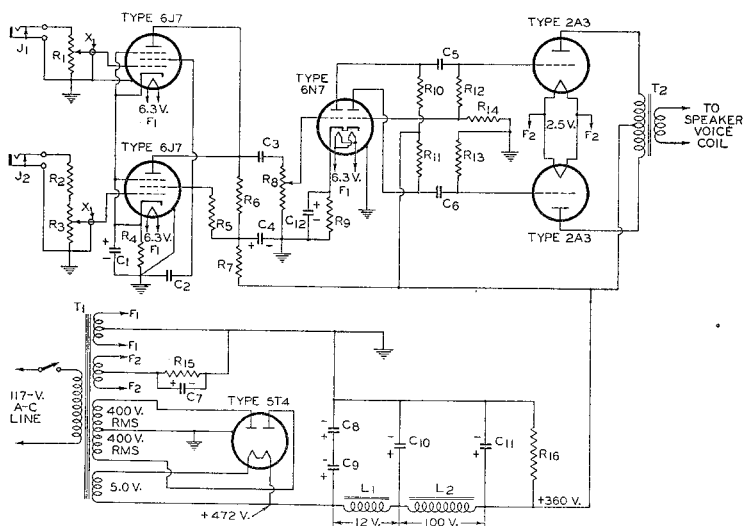 TYPE 6J7
TYPE 2A3
J1
R1
X
6.3 V.
F1
TYPE 6N7
C5
R10
R12
R14
F2
2.5 V.
F2
T2
TO SPEAKER VOICE COIL
TYPE 6J7
C3
R8
R11
R13
6.3 V.
F1
J2
R2
X
R3
R4
6.3 V.
F1
R5
R6
C4
C12
R9
C6
+
-
C1
C2
R7
+
-
+
-
TYPE 2A3
T1
F1
F1
F2
F2
R15
+
-
C7
117-V. A-C LINE
400 V. RMS
400 V. RMS
TYPE 5T4
5.0 V.
+472 V.
-
+
C8
-
+
C9
-
+
C10
-
+
C11
R16
L1
L2
+360 V.
12 V.
100 V.